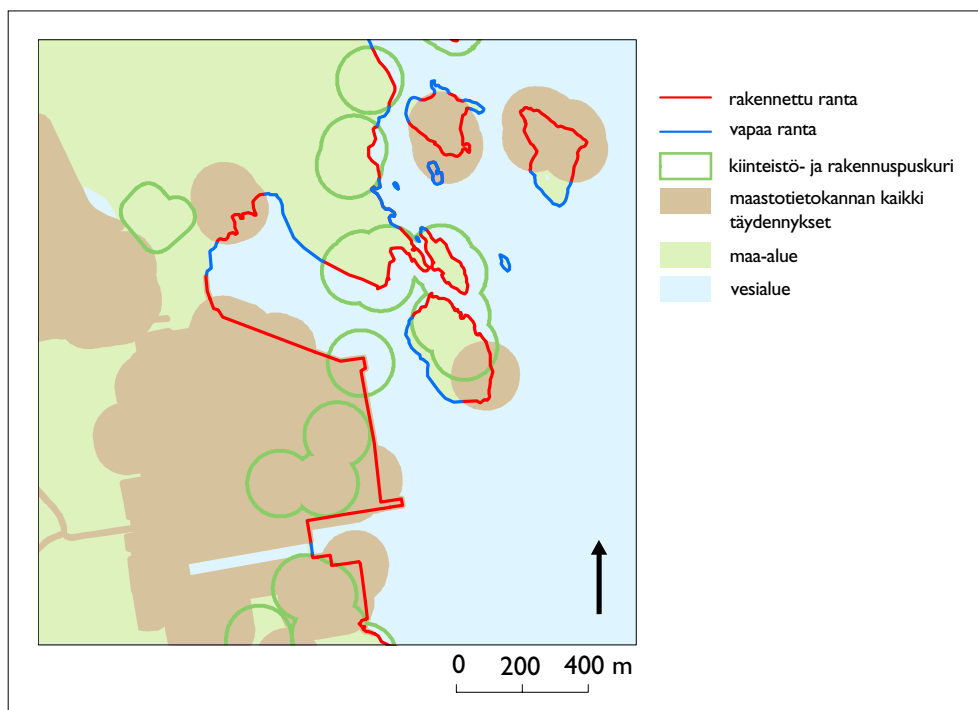 rakennettu ranta
vapaa ranta
kiinteistö- ja rakennuspuskuri
maastotietokannan kaikki
täydennykset
maa-alue
vesialue
0 200 400 m